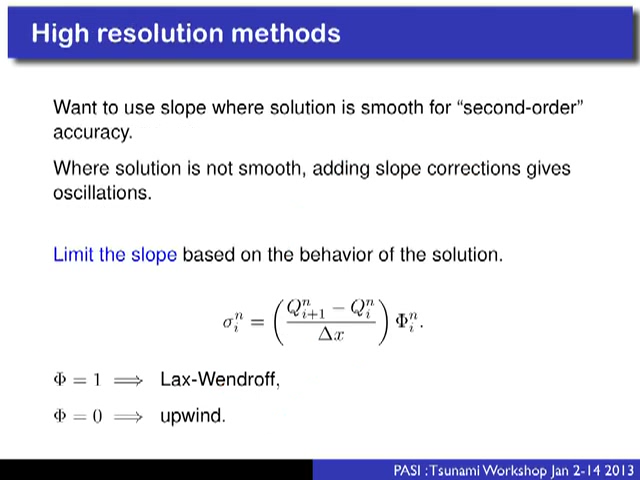 High resolution methods
Want to use slope where solution is smooth for “second-order”
accuracy.
Where solution is not smooth, adding slope corrections gives
oscillations.
Limit the slope based on the behavior of the solution.
σ_i^n = ( (Q_{i+1}^n − Q_i^n) / Δx ) Φ_i^n.
Φ = 1 ⟹ Lax-Wendroff,
Φ = 0 ⟹ upwind.
PASI : Tsunami Workshop Jan 2-14 2013